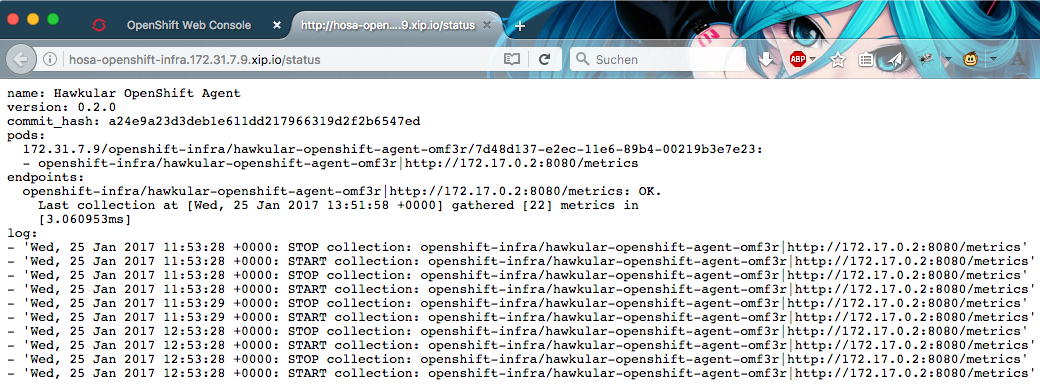 OpenShift Web Console
http://hosa-open....9.xip.io/status
hosa-openshift-infra.172.31.7.9.xip.io/status
Suchen
ABP
name: Hawkular OpenShift Agent
version: 0.2.0
commit_hash: a24e9a23d3deb1e611dd217966319d2f2b6547ed
pods:
172.31.7.9/openshift-infra/hawkular-openshift-agent-omf3r/7d48d137-e2ec-11e6-89b4-00219b3e7e23:
- openshift-infra/hawkular-openshift-agent-omf3r|http://172.17.0.2:8080/metrics
endpoints:
openshift-infra/hawkular-openshift-agent-omf3r|http://172.17.0.2:8080/metrics: OK.
Last collection at [Wed, 25 Jan 2017 13:51:58 +0000] gathered [22] metrics in
[3.060953ms]
log:
- 'Wed, 25 Jan 2017 11:53:28 +0000: STOP collection: openshift-infra/hawkular-openshift-agent-omf3r|http://172.17.0.2:8080/metrics'
- 'Wed, 25 Jan 2017 11:53:28 +0000: START collection: openshift-infra/hawkular-openshift-agent-omf3r|http://172.17.0.2:8080/metrics'
- 'Wed, 25 Jan 2017 11:53:28 +0000: STOP collection: openshift-infra/hawkular-openshift-agent-omf3r|http://172.17.0.2:8080/metrics'
- 'Wed, 25 Jan 2017 11:53:28 +0000: START collection: openshift-infra/hawkular-openshift-agent-omf3r|http://172.17.0.2:8080/metrics'
- 'Wed, 25 Jan 2017 11:53:29 +0000: STOP collection: openshift-infra/hawkular-openshift-agent-omf3r|http://172.17.0.2:8080/metrics'
- 'Wed, 25 Jan 2017 11:53:29 +0000: START collection: openshift-infra/hawkular-openshift-agent-omf3r|http://172.17.0.2:8080/metrics'
- 'Wed, 25 Jan 2017 12:53:28 +0000: STOP collection: openshift-infra/hawkular-openshift-agent-omf3r|http://172.17.0.2:8080/metrics'
- 'Wed, 25 Jan 2017 12:53:28 +0000: START collection: openshift-infra/hawkular-openshift-agent-omf3r|http://172.17.0.2:8080/metrics'
- 'Wed, 25 Jan 2017 12:53:28 +0000: STOP collection: openshift-infra/hawkular-openshift-agent-omf3r|http://172.17.0.2:8080/metrics'
- 'Wed, 25 Jan 2017 12:53:28 +0000: START collection: openshift-infra/hawkular-openshift-agent-omf3r|http://172.17.0.2:8080/metrics'